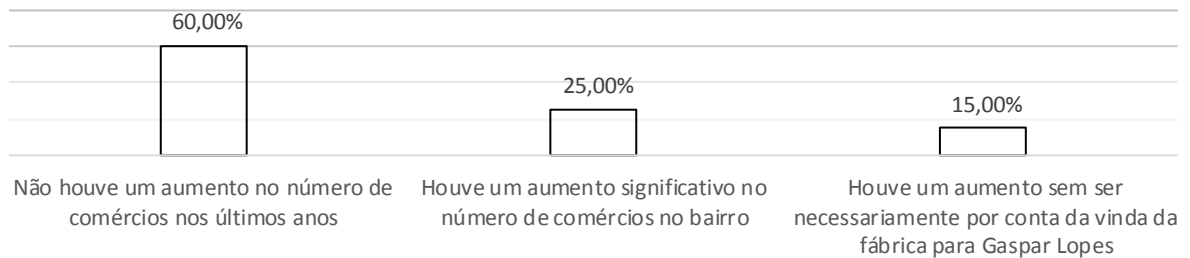 60,00%
25,00%
15,00%
Não houve um aumento no número de
comércios nos últimos anos
Houve um aumento significativo no
número de comércios no bairro
Houve um aumento sem ser
necessariamente por conta da vinda da
fábrica para Gaspar Lopes